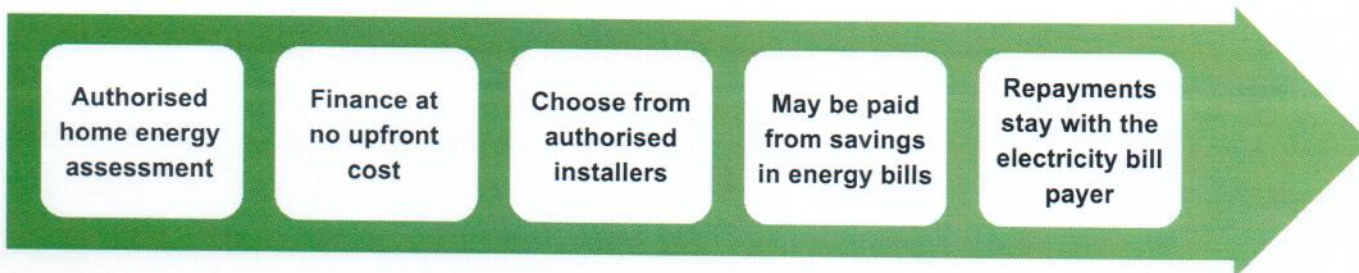 Authorised
home energy
assessment
Finance at
no upfront
cost
Choose from
authorised
installers
May be paid
from savings
in energy bills
Repayments
stay with the
electricity bill
payer